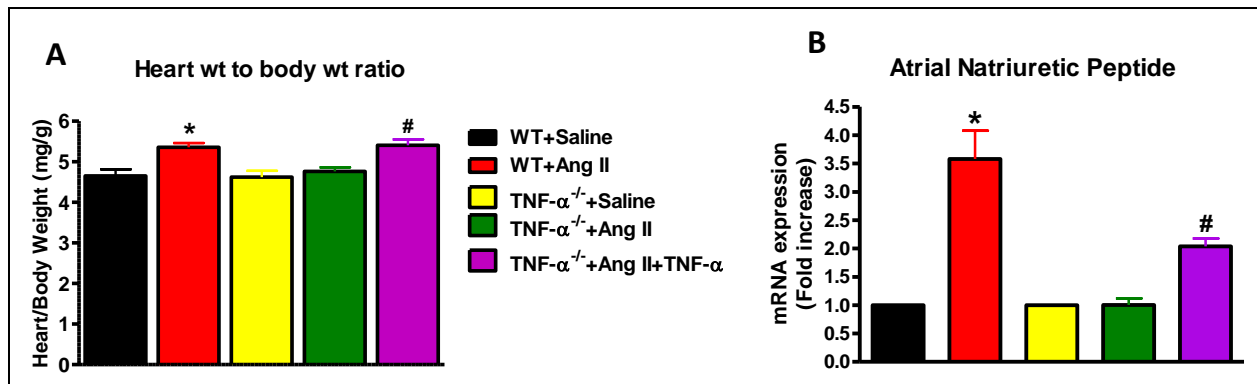 A
Heart wt to body wt ratio
Heart/Body Weight (mg/g)
6
5
4
3
2
1
0
*
#
WT+Saline
WT+Ang II
TNF-α-/-+Saline
TNF-α-/-+Ang II
TNF-α-/-+Ang II+TNF-α
B
Atrial Natriuretic Peptide
mRNA expression
(Fold increase)
4.5
4.0
3.5
3.0
2.5
2.0
1.5
1.0
0.5
0.0
*
#